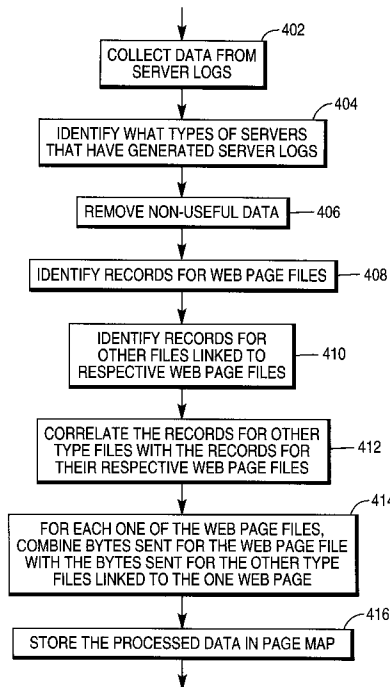 402
COLLECT DATA FROM
SERVER LOGS
404
IDENTIFY WHAT TYPES OF SERVERS
THAT HAVE GENERATED SERVER LOGS
REMOVE NON-USEFUL DATA
406
IDENTIFY RECORDS FOR WEB PAGE FILES
408
IDENTIFY RECORDS FOR
OTHER FILES LINKED TO
RESPECTIVE WEB PAGE FILES
410
CORRELATE THE RECORDS FOR OTHER
TYPE FILES WITH THE RECORDS FOR
THEIR RESPECTIVE WEB PAGE FILES
412
414
FOR EACH ONE OF THE WEB PAGE FILES,
COMBINE BYTES SENT FOR THE WEB PAGE FILE
WITH THE BYTES SENT FOR THE OTHER TYPE
FILES LINKED TO THE ONE WEB PAGE
416
STORE THE PROCESSED DATA IN PAGE MAP